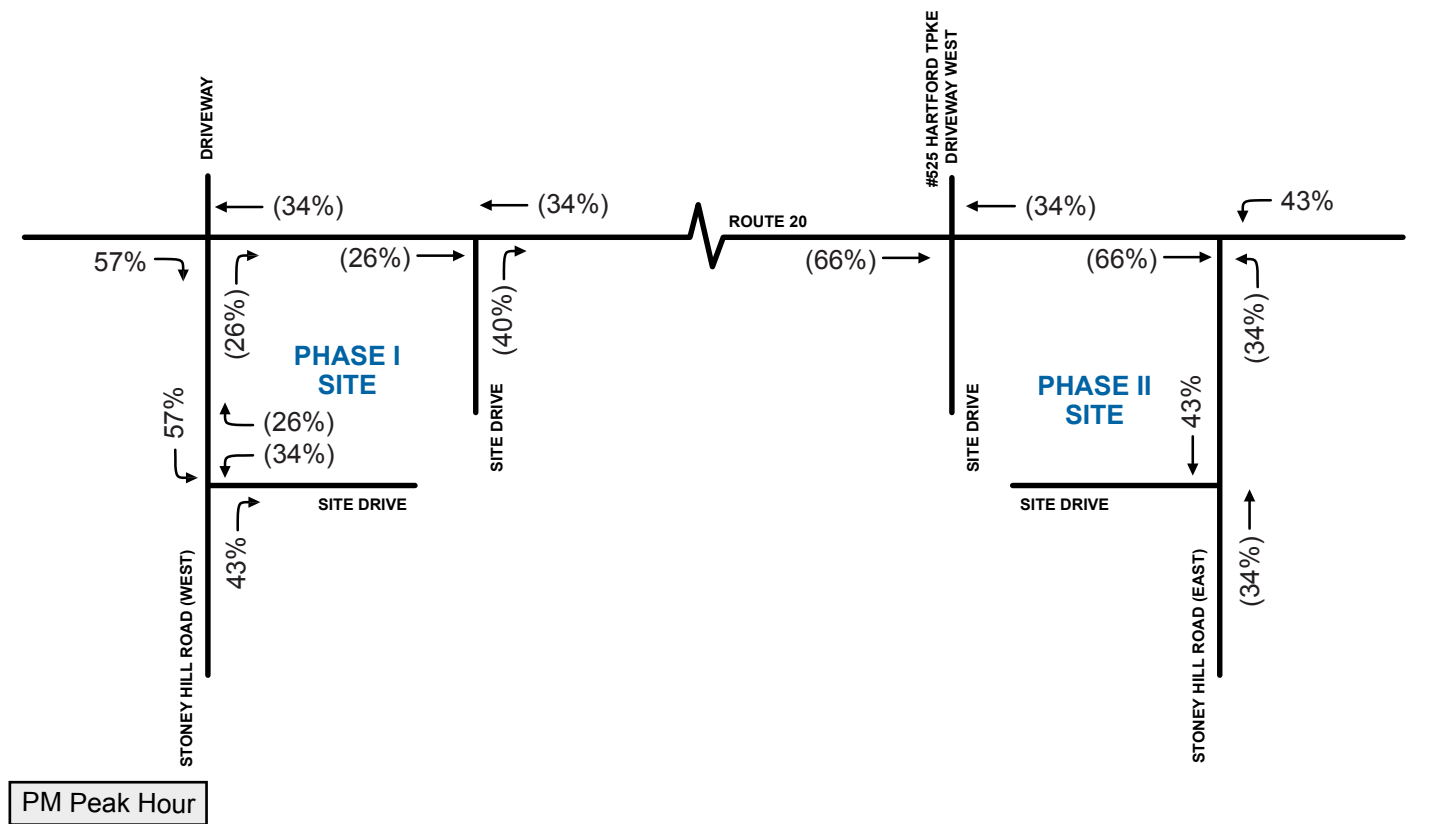 DRIVEWAY
#525 HARTFORD TPKE
DRIVEWAY WEST
(34%)
(34%)
(34%)
43%
ROUTE 20
57%
(26%)
(26%)
(40%)
(66%)
(66%)
(34%)
PHASE I
SITE
PHASE II
SITE
SITE DRIVE
SITE DRIVE
57%
(26%)
(34%)
43%
SITE DRIVE
SITE DRIVE
43%
(34%)
STONEY HILL ROAD (WEST)
STONEY HILL ROAD (EAST)
PM Peak Hour